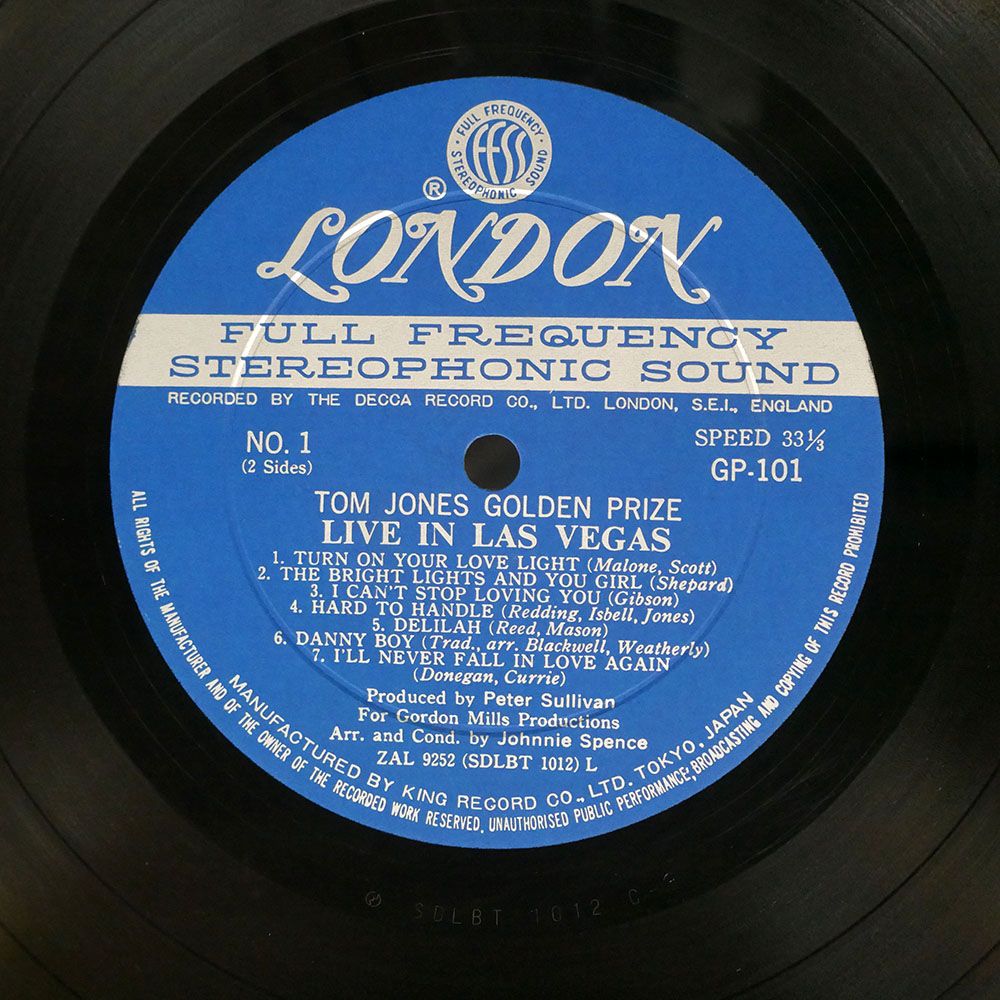 FULL FREQUENCY
STEREOPHONIC SOUND
FFSS
®
LONDON
FULL FREQUENCY
STEREOPHONIC SOUND
RECORDED BY THE DECCA RECORD CO., LTD. LONDON, S.E.I., ENGLAND
NO. 1
(2 Sides)
SPEED 33⅓
GP-101
TOM JONES GOLDEN PRIZE
LIVE IN LAS VEGAS
1. TURN ON YOUR LOVE LIGHT (Malone, Scott)
2. THE BRIGHT LIGHTS AND YOU GIRL (Shepard)
3. I CAN'T STOP LOVING YOU (Gibson)
4. HARD TO HANDLE (Redding, Isbell, Jones)
5. DELILAH (Reed, Mason)
6. DANNY BOY (Trad., arr. Blackwell, Weatherly)
7. I'LL NEVER FALL IN LOVE AGAIN
(Donegan, Currie)
Produced by Peter Sullivan
For Gordon Mills Productions
Arr. and Cond. by Johnnie Spence
ZAL 9252 (SDLBT 1012) L
MANUFACTURED BY KING RECORD CO., LTD. TOKYO, JAPAN
ALL RIGHTS OF THE MANUFACTURER AND OF THE OWNER OF THE RECORDED WORK RESERVED. UNAUTHORISED PUBLIC PERFORMANCE, BROADCASTING AND COPYING OF THIS RECORD PROHIBITED
SDLBT 1012